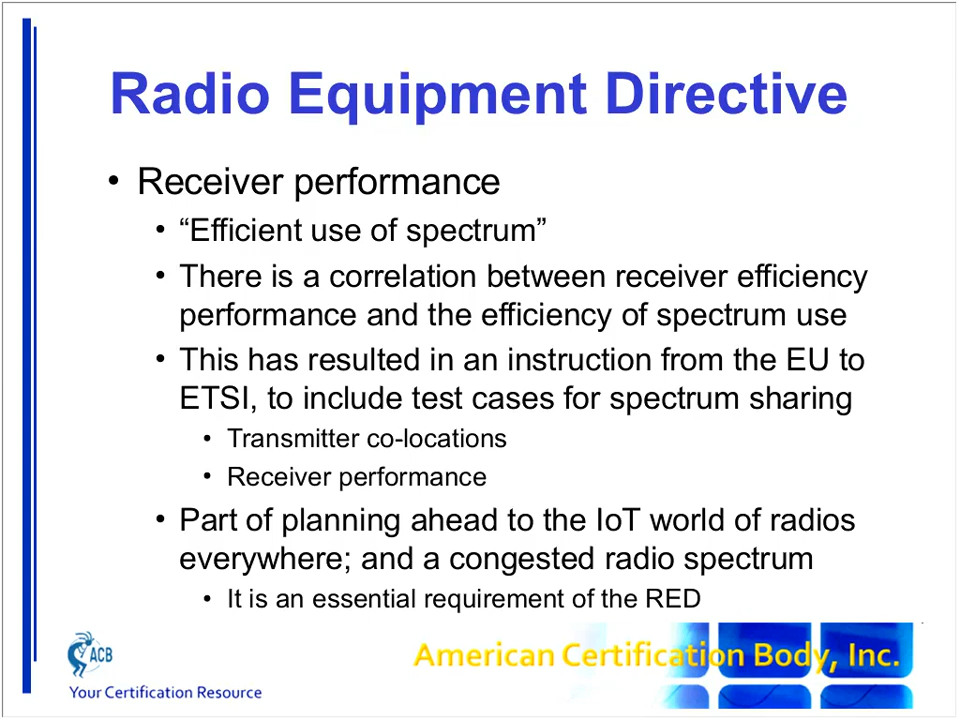 Radio Equipment Directive
• Receiver performance
• “Efficient use of spectrum”
• There is a correlation between receiver efficiency
performance and the efficiency of spectrum use
• This has resulted in an instruction from the EU to
ETSI, to include test cases for spectrum sharing
• Transmitter co-locations
• Receiver performance
• Part of planning ahead to the IoT world of radios
everywhere; and a congested radio spectrum
• It is an essential requirement of the RED
ACB
American Certification Body, Inc.
Your Certification Resource